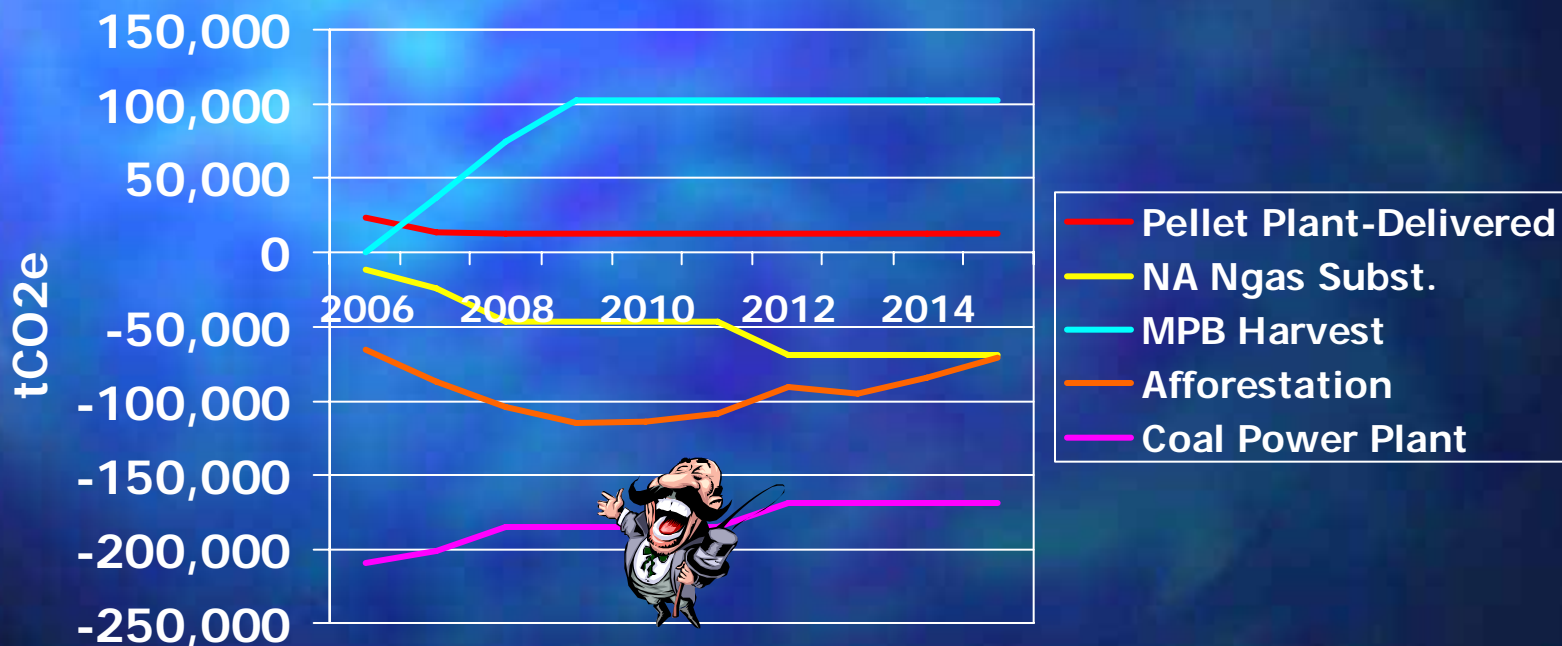 150,000
100,000
50,000
0
-50,000
-100,000
-150,000
-200,000
-250,000
tCO2e
2006 2008 2010 2012 2014
Pellet Plant-Delivered
NA Ngas Subst.
MPB Harvest
Afforestation
Coal Power Plant